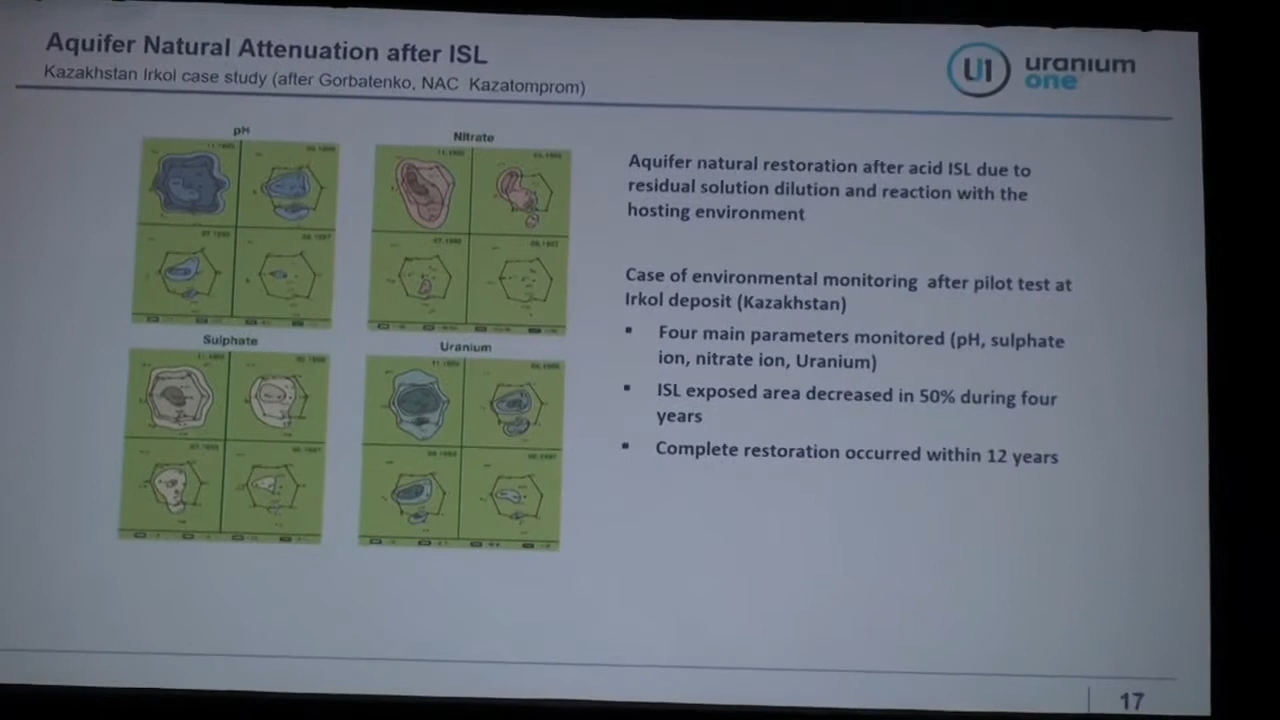 Aquifer Natural Attenuation after ISL
Kazakhstan Irkol case study (after Gorbatenko, NAC Kazatomprom)
U1 uranium
one
pH
Nitrate
Sulphate
Uranium
Aquifer natural restoration after acid ISL due to
residual solution dilution and reaction with the
hosting environment
Case of environmental monitoring after pilot test at
Irkol deposit (Kazakhstan)
▪ Four main parameters monitored (pH, sulphate
ion, nitrate ion, Uranium)
▪ ISL exposed area decreased in 50% during four
years
▪ Complete restoration occurred within 12 years
17